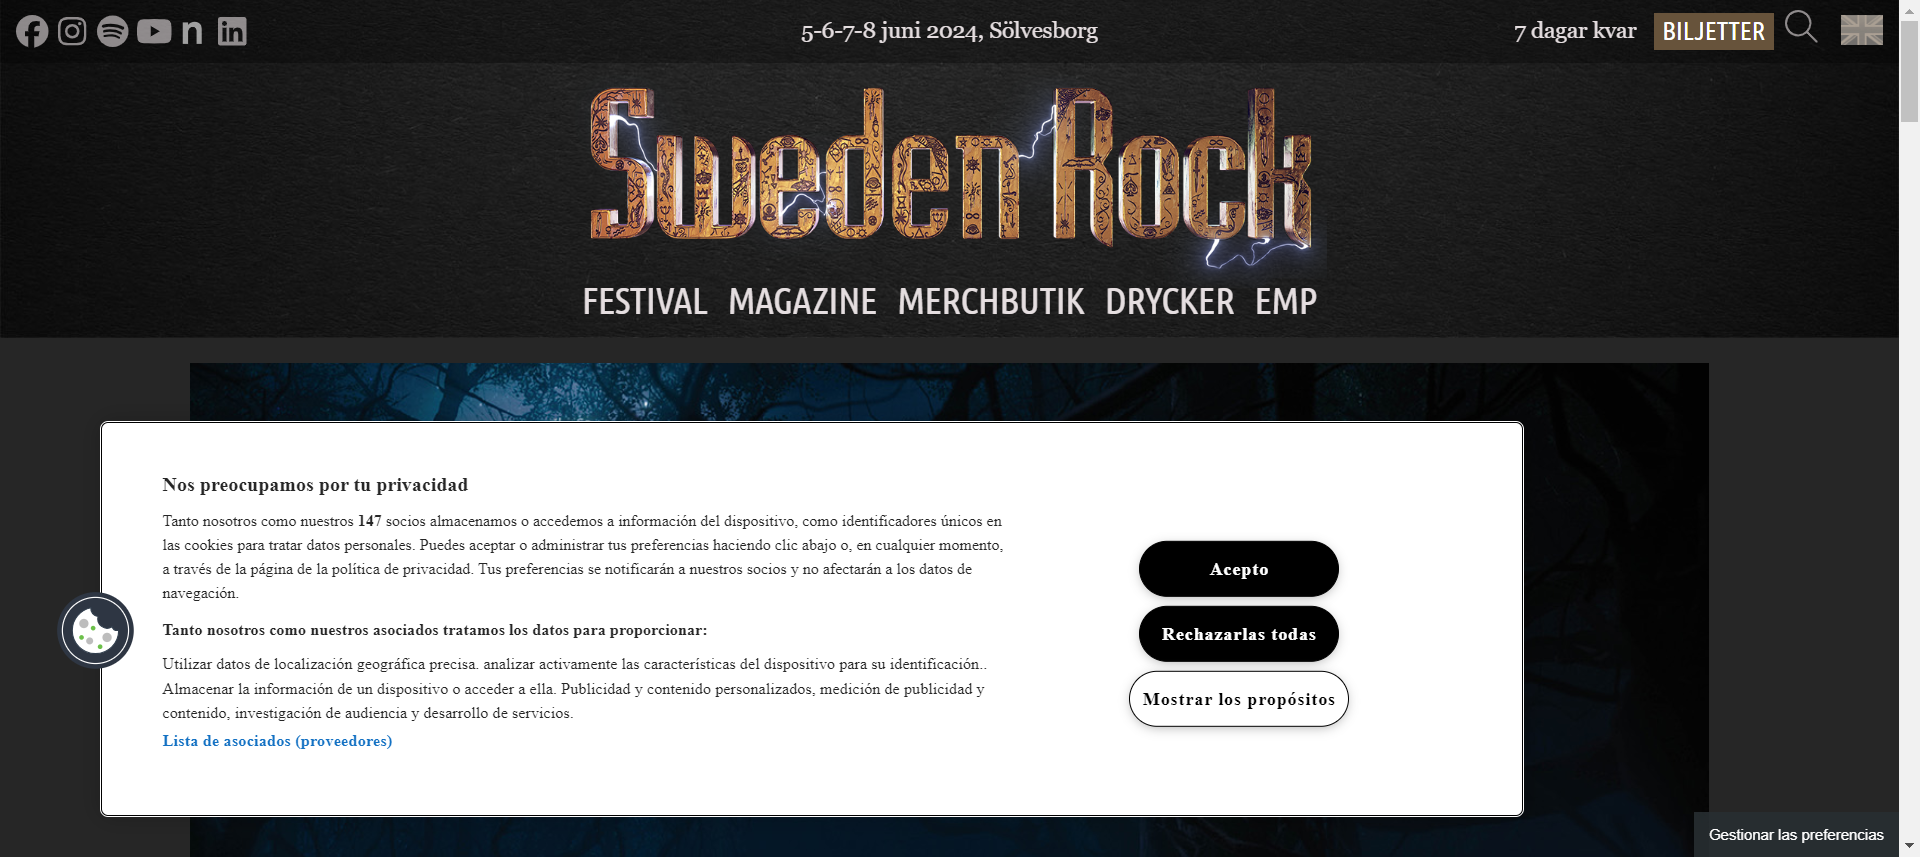 5-6-7-8 juni 2024, Sölvesborg
7 dagar kvar
BILJETTER
Sweden Rock
FESTIVAL MAGAZINE MERCHBUTIK DRYCKER EMP
Nos preocupamos por tu privacidad
Tanto nosotros como nuestros 147 socios almacenamos o accedemos a información del dispositivo, como identificadores únicos en
las cookies para tratar datos personales. Puedes aceptar o administrar tus preferencias haciendo clic abajo o, en cualquier momento,
a través de la página de la política de privacidad. Tus preferencias se notificarán a nuestros socios y no afectarán a los datos de
navegación.
Tanto nosotros como nuestros asociados tratamos los datos para proporcionar:
Utilizar datos de localización geográfica precisa. analizar activamente las características del dispositivo para su identificación..
Almacenar la información de un dispositivo o acceder a ella. Publicidad y contenido personalizados, medición de publicidad y
contenido, investigación de audiencia y desarrollo de servicios.
Lista de asociados (proveedores)
Acepto
Rechazarlas todas
Mostrar los propósitos
Gestionar las preferencias